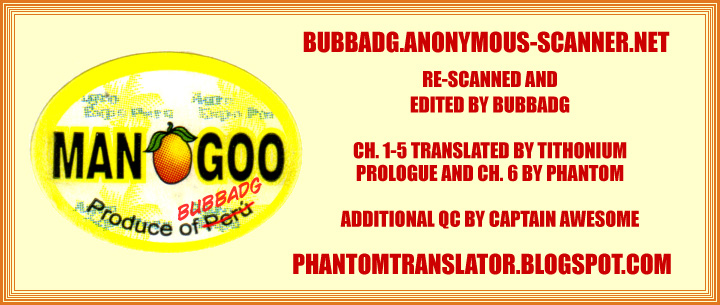 BUBBADG.ANONYMOUS-SCANNER.NET
RE-SCANNED AND
EDITED BY BUBBADG
CH. 1-5 TRANSLATED BY TITHONIUM
PROLOGUE AND CH. 6 BY PHANTOM
ADDITIONAL QC BY CAPTAIN AWESOME
PHANTOMTRANSLATOR.BLOGSPOT.COM
MAN GOO
BUBBADG
Produce of Perú